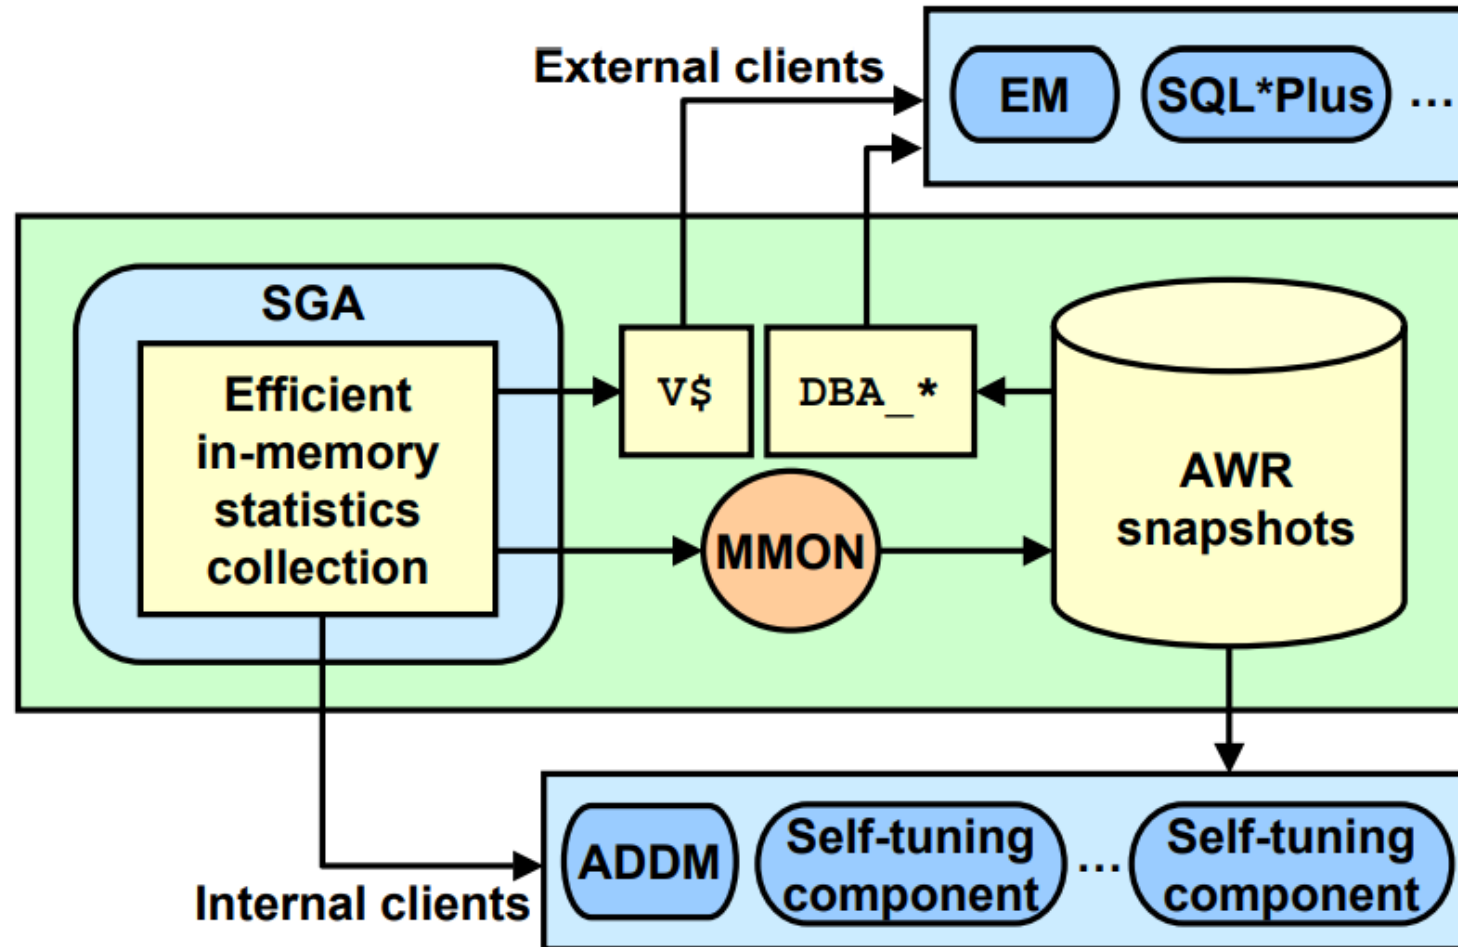 External clients
EM
SQL*Plus
...
SGA
Efficient
in-memory
statistics
collection
V$
DBA_*
MMON
AWR
snapshots
Internal clients
ADDM
Self-tuning
component
...
Self-tuning
component